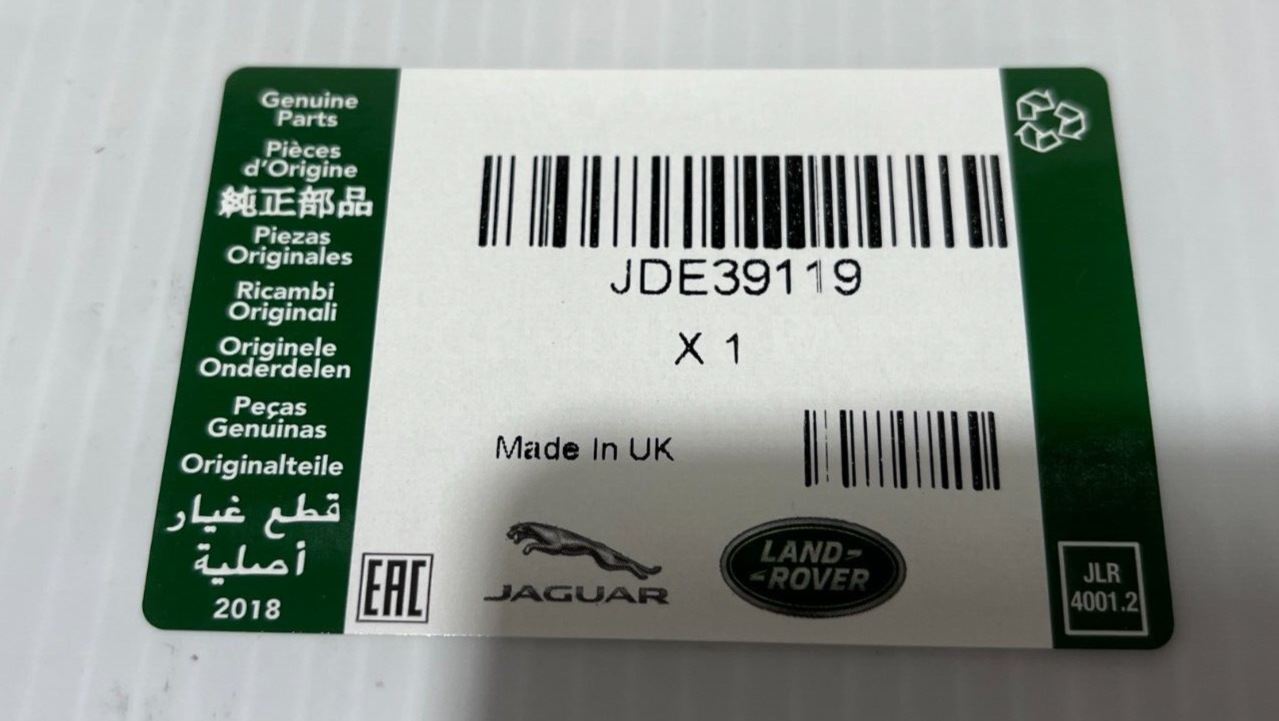 Genuine
Parts
Pièces
d'Origine
純正部品
Piezas
Originales
Ricambi
Originali
Originele
Onderdelen
Peças
Genuinas
Originalteile
قطع غيار
أصلية
2018
JDE39119
X 1
Made In UK
EAC
JAGUAR
LAND-
-ROVER
JLR
4001.2